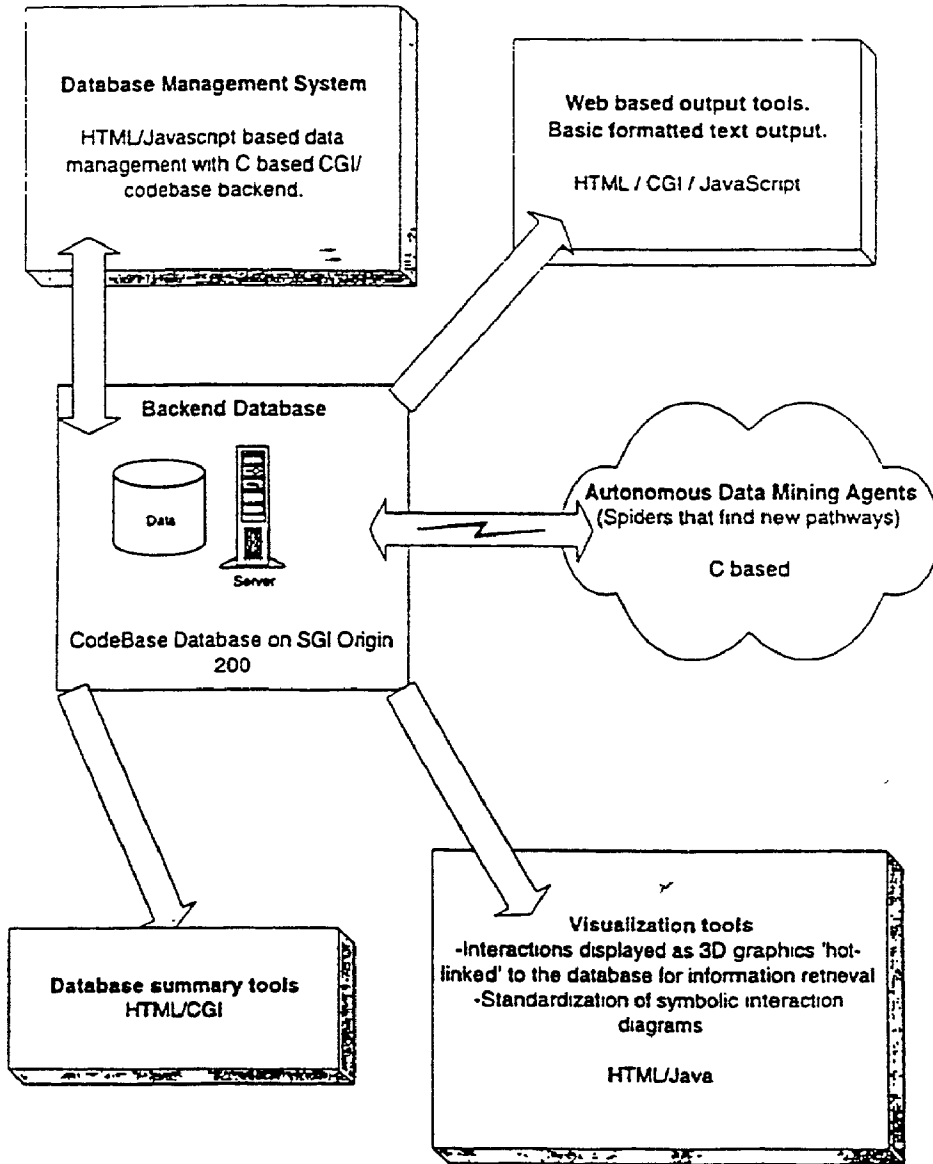 Database Management System
HTML/Javascript based data
management with C based CGI/
codebase backend.
Web based output tools.
Basic formatted text output.
HTML / CGI / JavaScript
Backend Database
Data
Server
CodeBase Database on SGI Origin
200
Autonomous Data Mining Agents
(Spiders that find new pathways)
C based
Database summary tools
HTML/CGI
Visualization tools
-Interactions displayed as 3D graphics 'hot-
linked' to the database for information retrieval
-Standardization of symbolic interaction
diagrams
HTML/Java